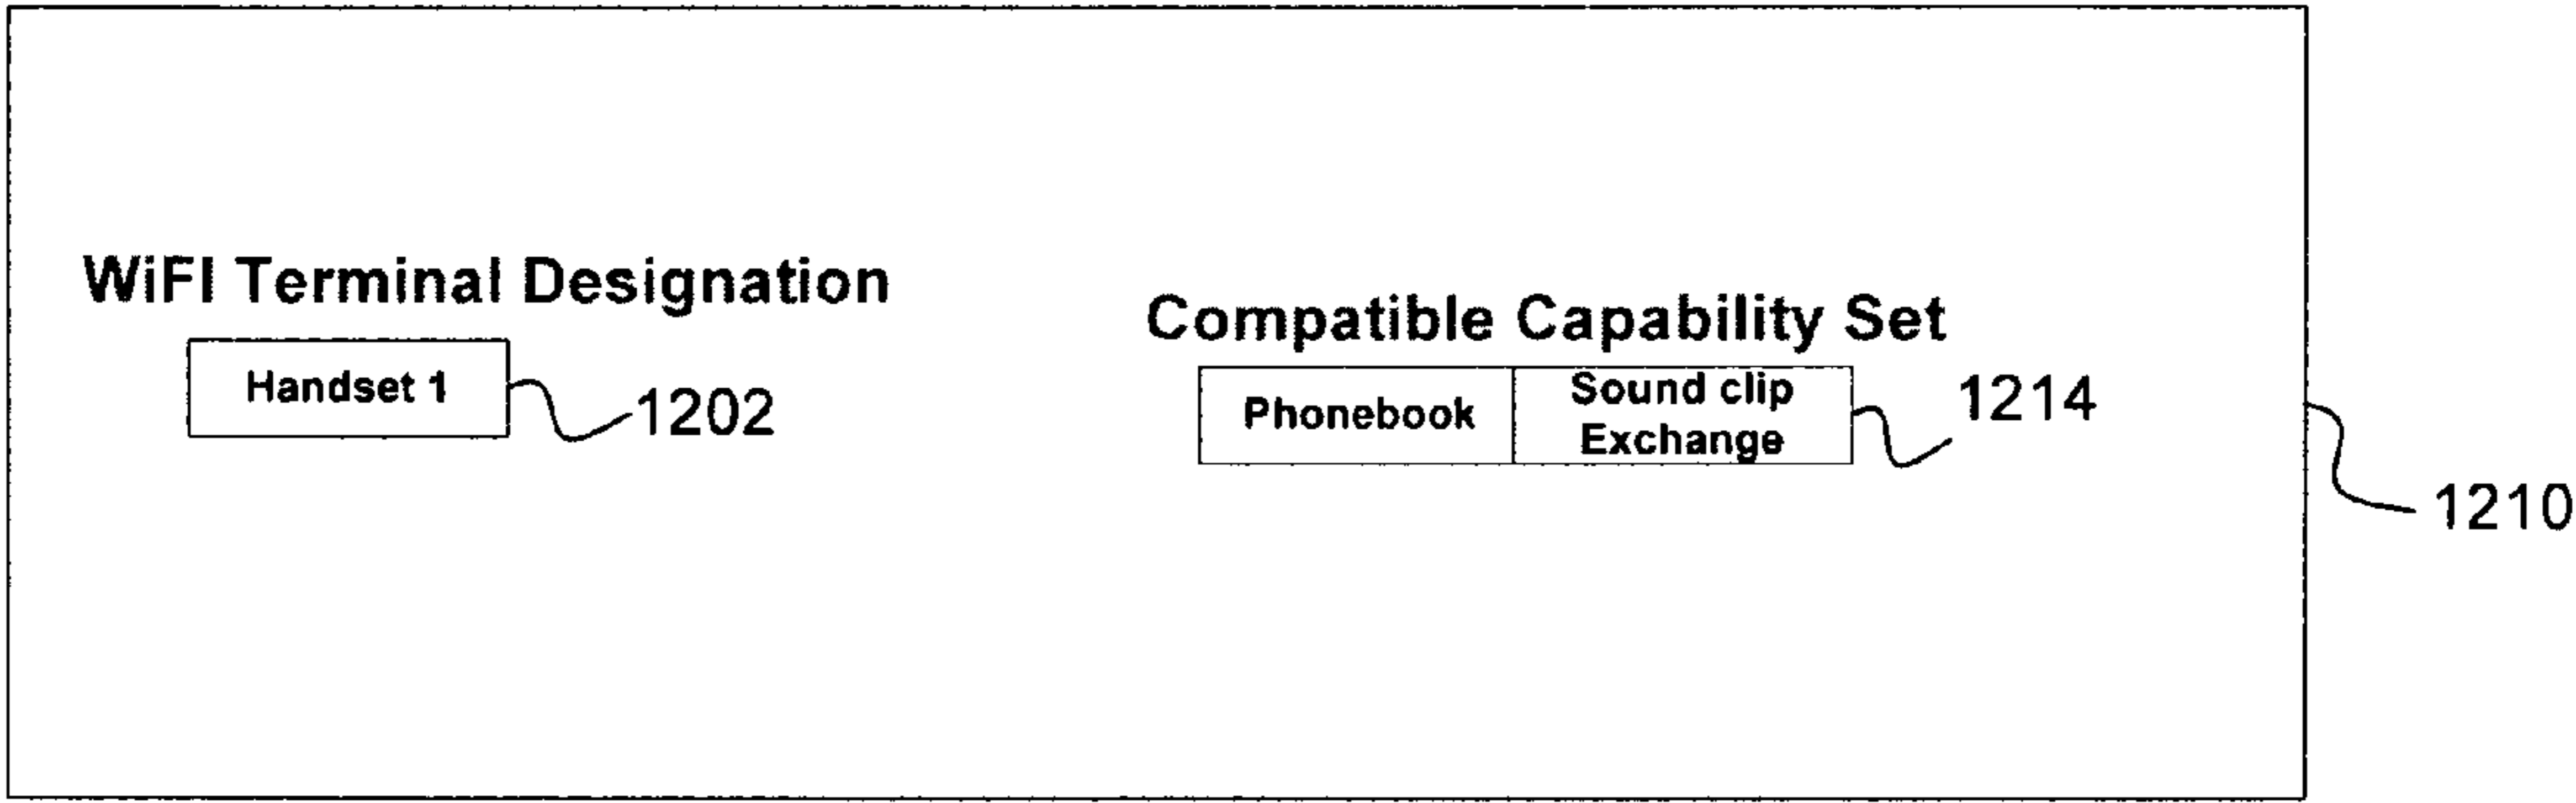 WiFI Terminal Designation
Handset 1
1202
Compatible Capability Set
Phonebook
Sound clip
Exchange
1214
1210